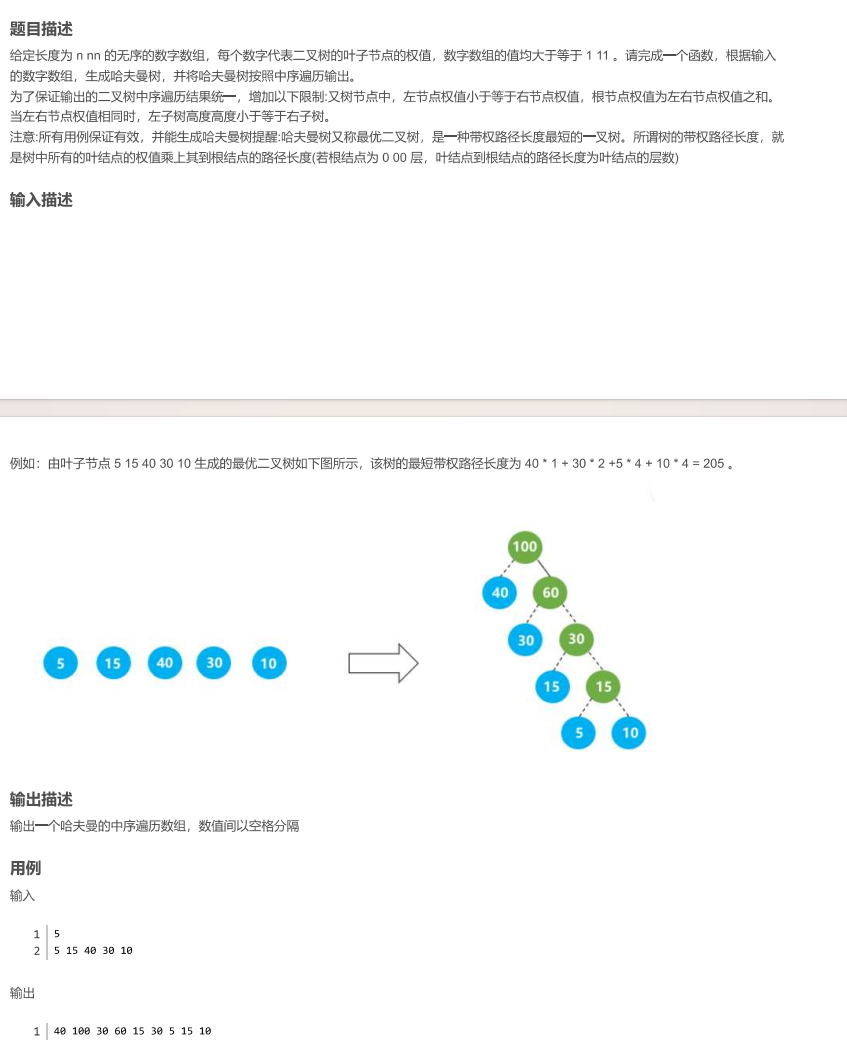 题目描述
给定长度为 n nn 的无序的数字数组，每个数字代表二叉树的叶子节点的权值，数字数组的值均大于等于 1 11 。请完成一个函数，根据输入
的数字数组，生成哈夫曼树，并将哈夫曼树按照中序遍历输出。
为了保证输出的二叉树中序遍历结果统一，增加以下限制:又树节点中，左节点权值小于等于右节点权值，根节点权值为左右节点权值之和。
当左右节点权值相同时，左子树高度高度小于等于右子树。
注意:所有用例保证有效，并能生成哈夫曼树提醒:哈夫曼树又称最优二叉树，是一种带权路径长度最短的一叉树。所谓树的带权路径长度，就
是树中所有的叶结点的权值乘上其到根结点的路径长度(若根结点为 0 00 层，叶结点到根结点的路径长度为叶结点的层数)
输入描述
例如：由叶子节点 5 15 40 30 10 生成的最优二叉树如下图所示，该树的最短带权路径长度为 40 * 1 + 30 * 2 +5 * 4 + 10 * 4 = 205 。
100
40 60
30 30
5 15 40 30 10
15 15
5 10
输出描述
输出一个哈夫曼的中序遍历数组，数值间以空格分隔
用例
输入
1 5
2 5 15 40 30 10
输出
1 40 100 30 60 15 30 5 15 10